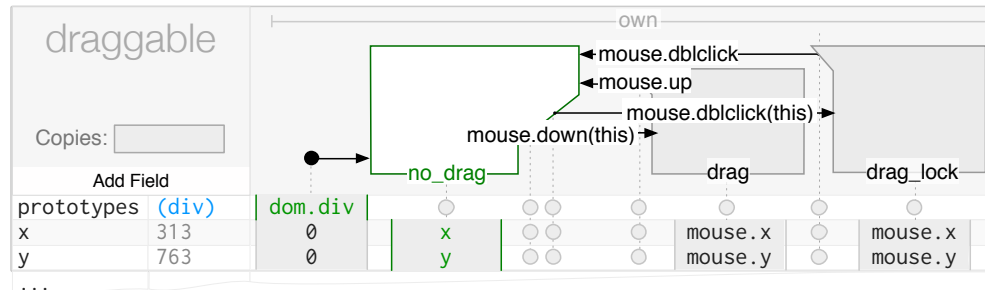 own
draggable
mouse.dblclick
mouse.up
mouse.dblclick(this)
mouse.down(this)
Copies:
no_drag
drag
drag_lock
Add Field
prototypes (div) dom.div
x 313 0 x mouse.x mouse.x
y 763 0 y mouse.y mouse.y
...